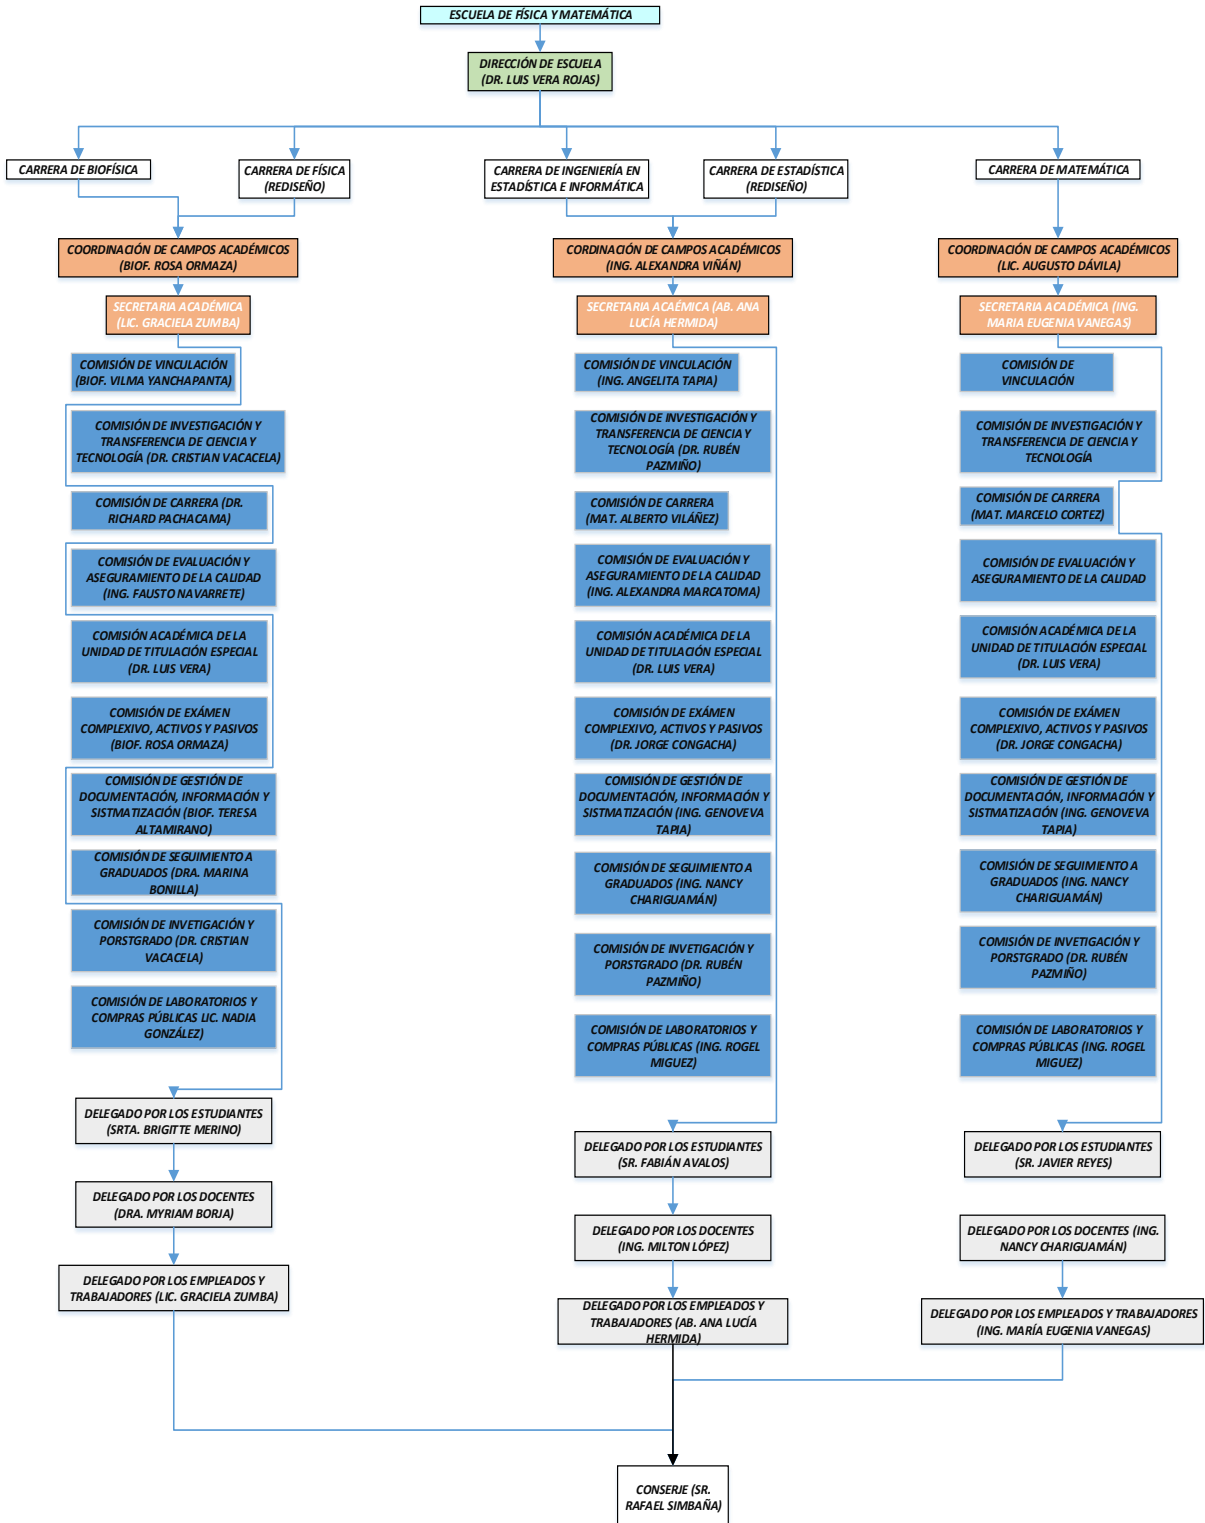 ESCUELA DE FÍSICA Y MATEMÁTICA
DIRECCIÓN DE ESCUELA
(DR. LUIS VERA ROJAS)
CARRERA DE BIOFÍSICA
CARRERA DE FÍSICA
(REDISEÑO)
CARRERA DE INGENIERÍA EN
ESTADÍSTICA E INFORMÁTICA
CARRERA DE ESTADÍSTICA
(REDISEÑO)
CARRERA DE MATEMÁTICA
COORDINACIÓN DE CAMPOS ACADÉMICOS
(BIOF. ROSA ORMAZA)
SECRETARIA ACADÉMICA
(LIC. GRACIELA ZUMBA)
COMISIÓN DE VINCULACIÓN
(BIOF. VILMA YANCHAPANTA)
COMISIÓN DE INVESTIGACIÓN Y
TRANSFERENCIA DE CIENCIA Y
TECNOLOGÍA (DR. CRISTIAN VACACELA)
COMISIÓN DE CARRERA (DR.
RICHARD PACHACAMA)
COMISIÓN DE EVALUACIÓN Y
ASEGURAMIENTO DE LA CALIDAD
(ING. FAUSTO NAVARRETE)
COMISIÓN ACADÉMICA DE LA
UNIDAD DE TITULACIÓN ESPECIAL
(DR. LUIS VERA)
COMISIÓN DE EXÁMEN
COMPLEXIVO, ACTIVOS Y PASIVOS
(BIOF. ROSA ORMAZA)
COMISIÓN DE GESTIÓN DE
DOCUMENTACIÓN, INFORMACIÓN Y
SISTMATIZACIÓN (BIOF. TERESA
ALTAMIRANO)
COMISIÓN DE SEGUIMIENTO A
GRADUADOS (DRA. MARINA
BONILLA)
COMISIÓN DE INVETIGACIÓN Y
PORSTGRADO (DR. CRISTIAN
VACACELA)
COMISIÓN DE LABORATORIOS Y
COMPRAS PÚBLICAS LIC. NADIA
GONZÁLEZ)
DELEGADO POR LOS ESTUDIANTES
(SRTA. BRIGITTE MERINO)
DELEGADO POR LOS DOCENTES
(DRA. MYRIAM BORJA)
DELEGADO POR LOS EMPLEADOS Y
TRABAJADORES (LIC. GRACIELA ZUMBA)
CORDINACIÓN DE CAMPOS ACADÉMICOS
(ING. ALEXANDRA VIÑÁN)
SECRETARIA ACAÉMICA (AB. ANA
LUCÍA HERMIDA)
COMISIÓN DE VINCULACIÓN
(ING. ANGELITA TAPIA)
COMISIÓN DE INVESTIGACIÓN Y
TRANSFERENCIA DE CIENCIA Y
TECNOLOGÍA (DR. RUBÉN
PAZMIÑO)
COMISIÓN DE CARRERA
(MAT. ALBERTO VILÁÑEZ)
COMISIÓN DE EVALUACIÓN Y
ASEGURAMIENTO DE LA CALIDAD
(ING. ALEXANDRA MARCATOMA)
COMISIÓN ACADÉMICA DE LA
UNIDAD DE TITULACIÓN ESPECIAL
(DR. LUIS VERA)
COMISIÓN DE EXÁMEN
COMPLEXIVO, ACTIVOS Y PASIVOS
(DR. JORGE CONGACHA)
COMISIÓN DE GESTIÓN DE
DOCUMENTACIÓN, INFORMACIÓN Y
SISTMATIZACIÓN (ING. GENOVEVA
TAPIA)
COMISIÓN DE SEGUIMIENTO A
GRADUADOS (ING. NANCY
CHARIGUAMÁN)
COMISIÓN DE INVETIGACIÓN Y
PORSTGRADO (DR. RUBÉN
PAZMIÑO)
COMISIÓN DE LABORATORIOS Y
COMPRAS PÚBLICAS (ING. ROGEL
MIGUEZ)
DELEGADO POR LOS ESTUDIANTES
(SR. FABIÁN AVALOS)
DELEGADO POR LOS DOCENTES
(ING. MILTON LÓPEZ)
DELEGADO POR LOS EMPLEADOS Y
TRABAJADORES (AB. ANA LUCÍA
HERMIDA)
COORDINACIÓN DE CAMPOS ACADÉMICOS
(LIC. AUGUSTO DÁVILA)
SECRETARIA ACADÉMICA (ING.
MARIA EUGENIA VANEGAS)
COMISIÓN DE
VINCULACIÓN
COMISIÓN DE INVESTIGACIÓN Y
TRANSFERENCIA DE CIENCIA Y
TECNOLOGÍA
COMISIÓN DE CARRERA
(MAT. MARCELO CORTEZ)
COMISIÓN DE EVALUACIÓN Y
ASEGURAMIENTO DE LA CALIDAD
COMISIÓN ACADÉMICA DE LA
UNIDAD DE TITULACIÓN ESPECIAL
(DR. LUIS VERA)
COMISIÓN DE EXÁMEN
COMPLEXIVO, ACTIVOS Y PASIVOS
(DR. JORGE CONGACHA)
COMISIÓN DE GESTIÓN DE
DOCUMENTACIÓN, INFORMACIÓN Y
SISTMATIZACIÓN (ING. GENOVEVA
TAPIA)
COMISIÓN DE SEGUIMIENTO A
GRADUADOS (ING. NANCY
CHARIGUAMÁN)
COMISIÓN DE INVETIGACIÓN Y
PORSTGRADO (DR. RUBÉN
PAZMIÑO)
COMISIÓN DE LABORATORIOS Y
COMPRAS PÚBLICAS (ING. ROGEL
MIGUEZ)
DELEGADO POR LOS ESTUDIANTES
(SR. JAVIER REYES)
DELEGADO POR LOS DOCENTES (ING.
NANCY CHARIGUAMÁN)
DELEGADO POR LOS EMPLEADOS Y TRABAJADORES
(ING. MARÍA EUGENIA VANEGAS)
CONSERJE (SR.
RAFAEL SIMBAÑA)